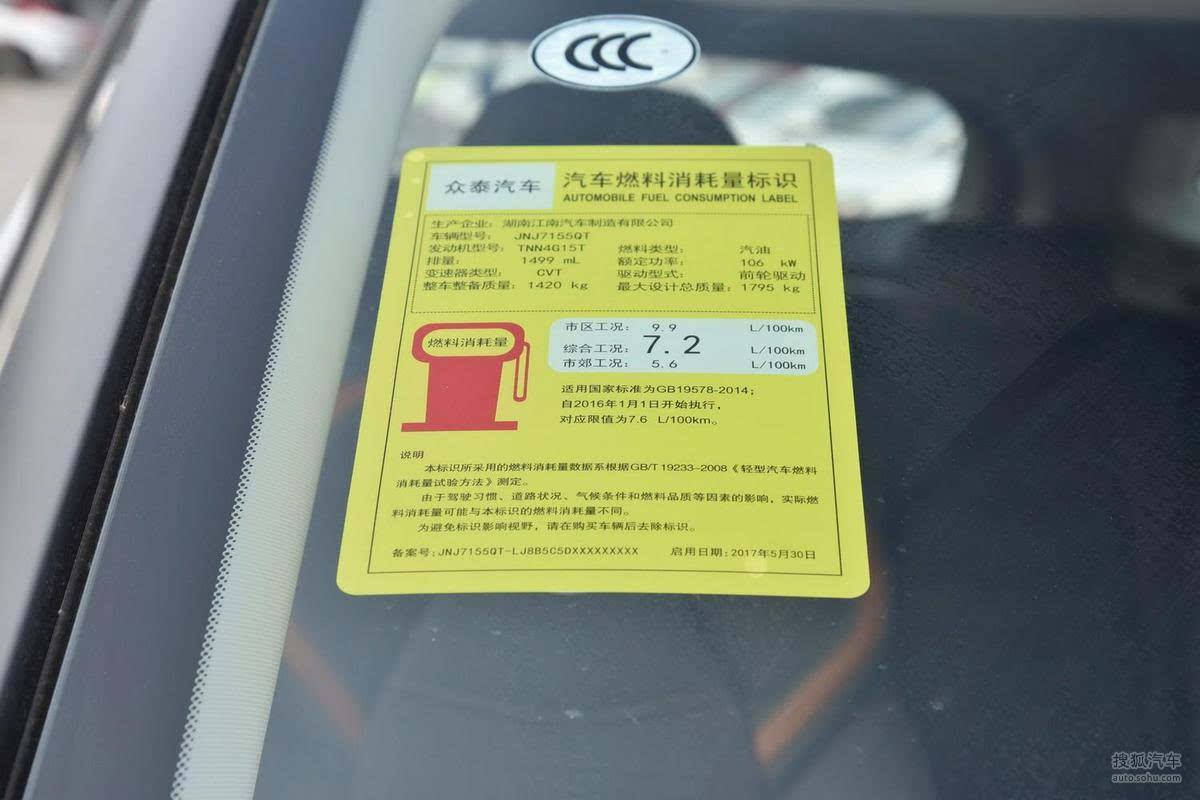 CCC
众泰汽车 汽车燃料消耗量标识
AUTOMOBILE FUEL CONSUMPTION LABEL
生产企业: 湖南江南汽车制造有限公司
车辆型号: JNJ7155QT
发动机型号: TNN4G15T 燃料类型: 汽油
排量: 1499 mL 额定功率: 106 kW
变速器类型: CVT 驱动型式: 前轮驱动
整车整备质量: 1420 kg 最大设计总质量: 1795 kg
燃料消耗量
市区工况: 9.9 L/100km
综合工况: 7.2 L/100km
市郊工况: 5.6 L/100km
适用国家标准为GB19578-2014;
自2016年1月1日开始执行,
对应限值为7.6 L/100km。
说明
本标识所采用的燃料消耗量数据系根据GB/T 19233-2008《轻型汽车燃料
消耗量试验方法》测定。
由于驾驶习惯、道路状况、气候条件和燃料品质等因素的影响,实际燃
料消耗量可能与本标识的燃料消耗量不同。
为避免标识影响视野,请在购买车辆后去除标识。
备案号:JNJ7155QT-LJ8B5C5DXXXXXXXXX 启用日期:2017年5月30日
搜狐汽车
auto.sohu.com